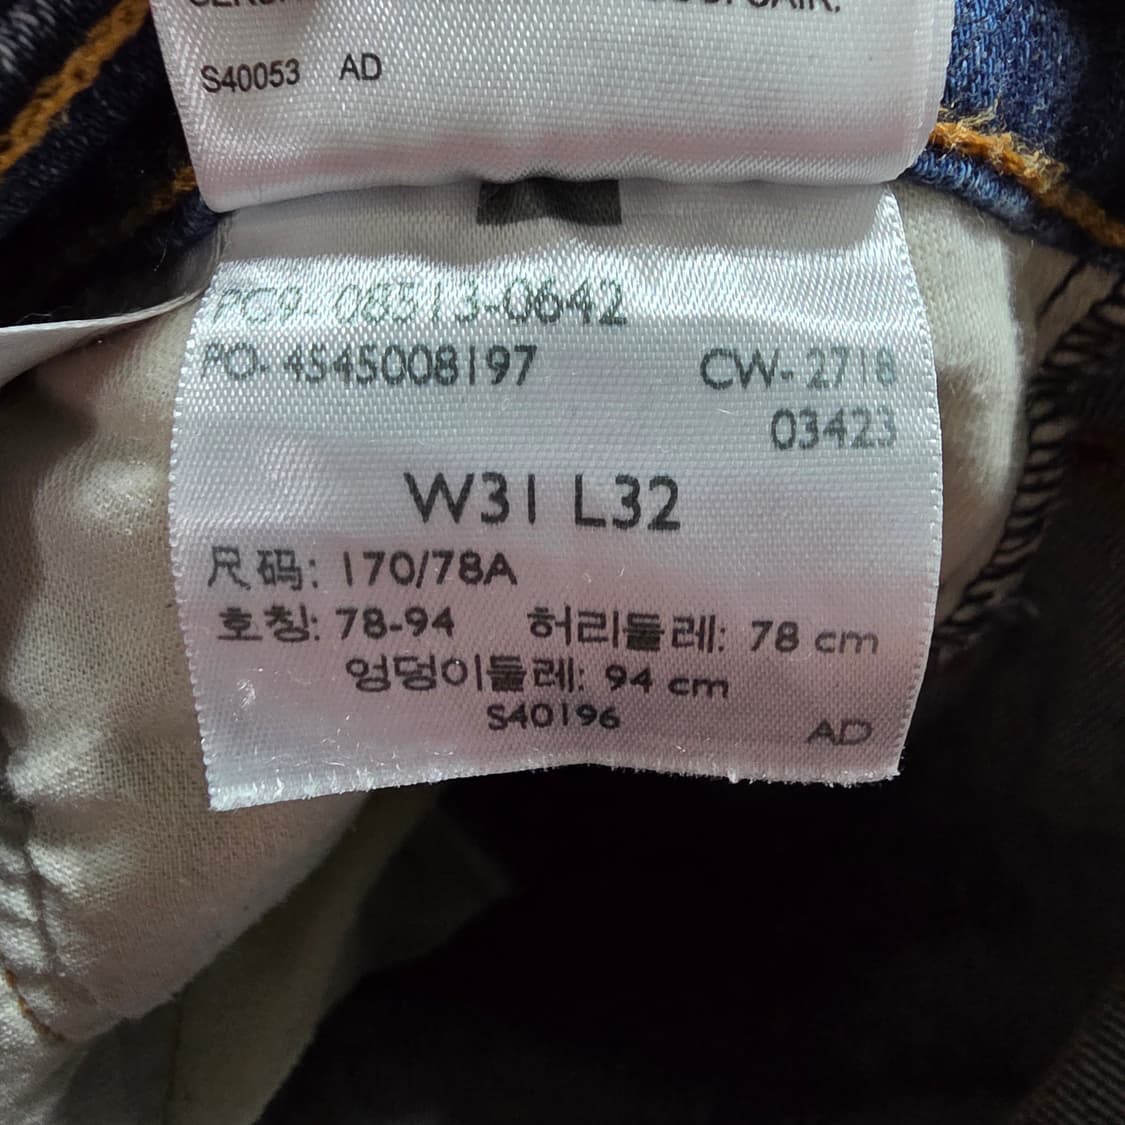 S40053 AD
PC9-08513-0642
PO- 4545008197 CW- 2718
03423
W31 L32
尺码: 170/78A
호칭: 78-94 허리둘레: 78 cm
엉덩이둘레: 94 cm
S40196 AD